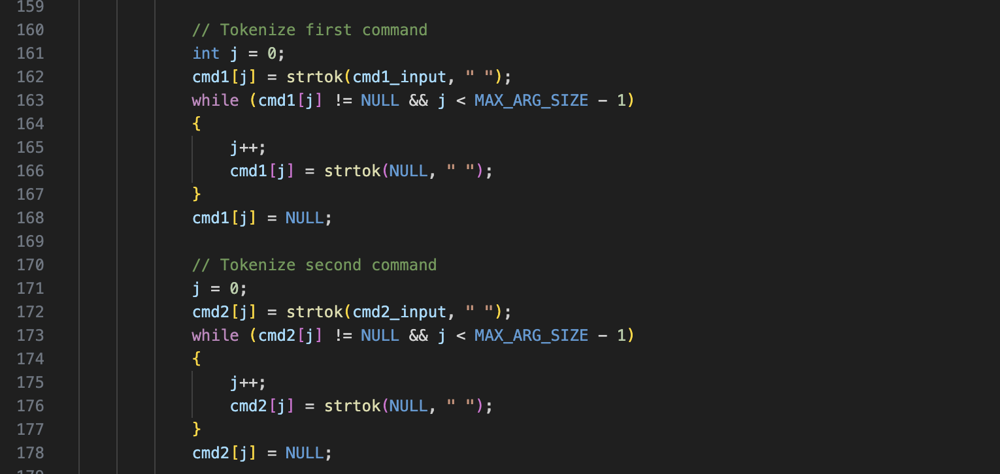 159
160 // Tokenize first command
161 int j = 0;
162 cmd1[j] = strtok(cmd1_input, " ");
163 while (cmd1[j] != NULL && j < MAX_ARG_SIZE - 1)
164 {
165 j++;
166 cmd1[j] = strtok(NULL, " ");
167 }
168 cmd1[j] = NULL;
169
170 // Tokenize second command
171 j = 0;
172 cmd2[j] = strtok(cmd2_input, " ");
173 while (cmd2[j] != NULL && j < MAX_ARG_SIZE - 1)
174 {
175 j++;
176 cmd2[j] = strtok(NULL, " ");
177 }
178 cmd2[j] = NULL;
179